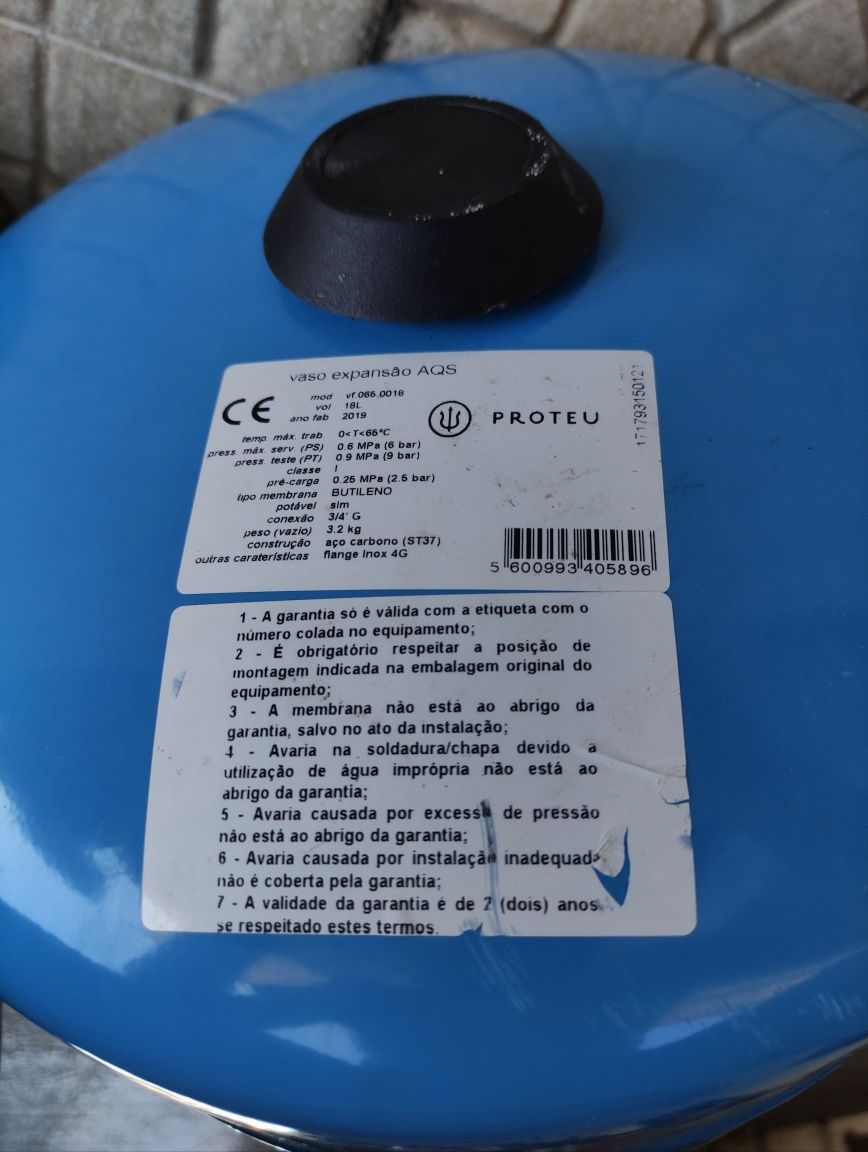 vaso expansão AQS
CE
mod vf.066.0018
vol 18L
ano fab 2019
PROTEU
171793150121
temp. máx. trab. 0<T<66ºC
press. máx. serv. (PS) 0.6 MPa (6 bar)
press. teste (PT) 0.9 MPa (9 bar)
classe I
pré-carga 0.25 MPa (2.5 bar)
tipo membrana BUTILENO
potável sim
conexão 3/4' G
peso (vazio) 3.2 kg
construção aço carbono (ST37)
outras caraterísticas flange Inox 4G
5 600993 405896
1 - A garantia só é válida com a etiqueta com o
número colada no equipamento;
2 - É obrigatório respeitar a posição de
montagem indicada na embalagem original do
equipamento;
3 - A membrana não está ao abrigo da
garantia, salvo no ato da instalação;
4 - Avaria na soldadura/chapa devido a
utilização de água imprópria não está ao
abrigo da garantia;
5 - Avaria causada por excesso de pressão
não está ao abrigo da garantia;
6 - Avaria causada por instalação inadequada
não é coberta pela garantia;
7 - A validade da garantia é de 2 (dois) anos
se respeitado estes termos.